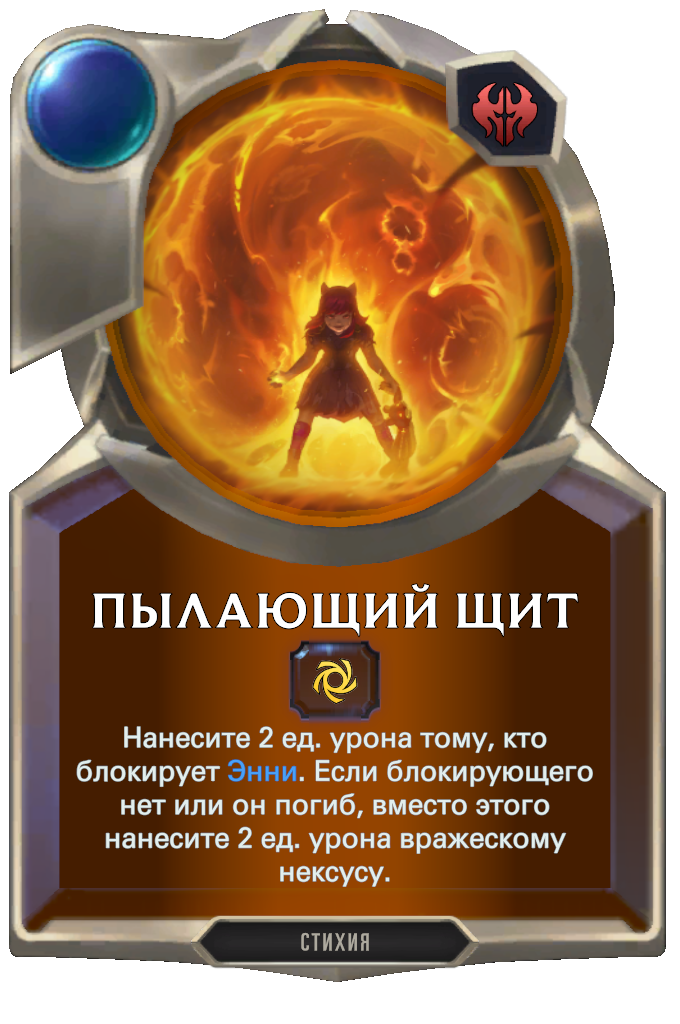 ПЫЛАЮЩИЙ ЩИТ
Нанесите 2 ед. урона тому, кто
блокирует Энни. Если блокирующего
нет или он погиб, вместо этого
нанесите 2 ед. урона вражескому
нексусу.
СТИХИЯ